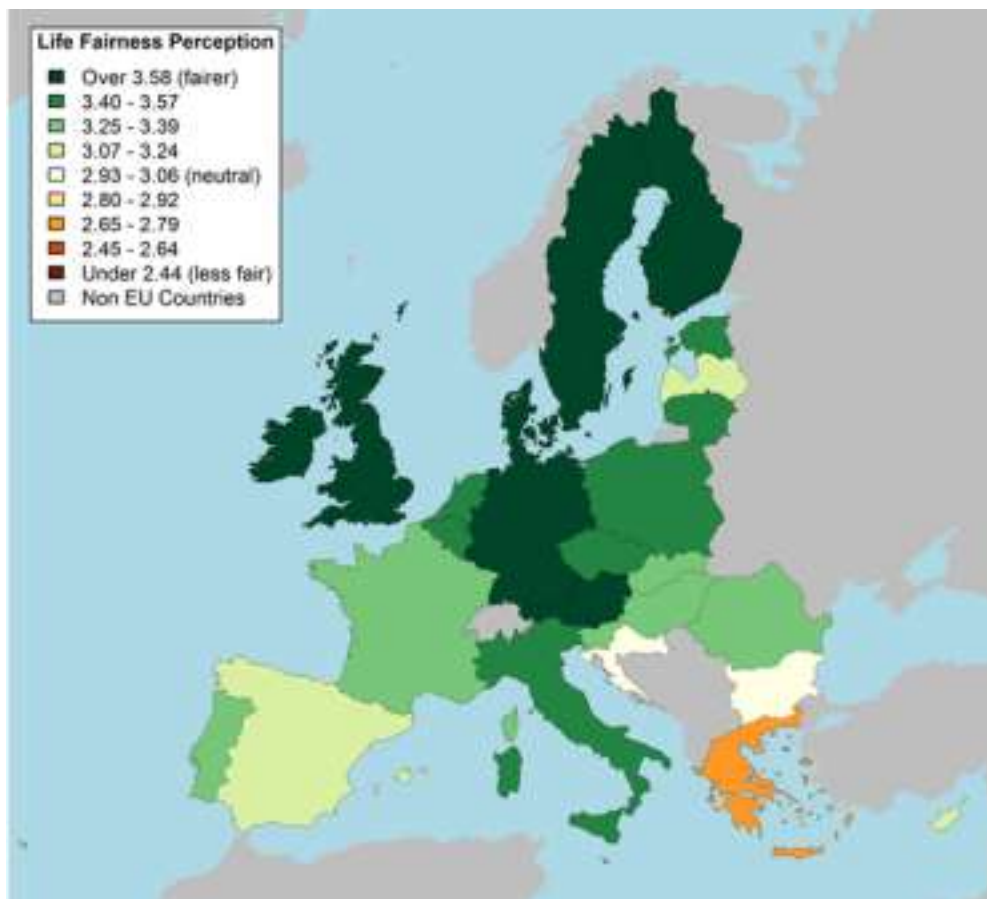 Life Fairness Perception
Over 3.58 (fairer)
3.40 - 3.57
3.25 - 3.39
3.07 - 3.24
2.93 - 3.06 (neutral)
2.80 - 2.92
2.65 - 2.79
2.45 - 2.64
Under 2.44 (less fair)
Non EU Countries